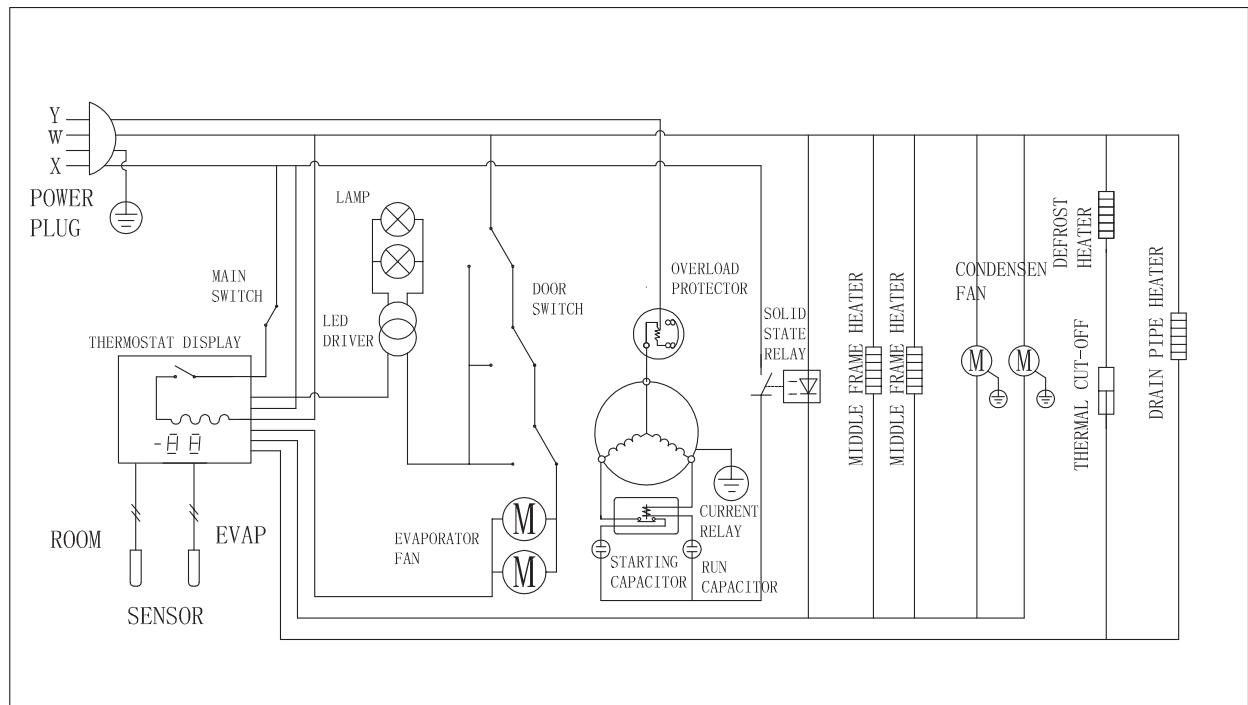 Y
W
X
POWER
PLUG
LAMP
MAIN
SWITCH
LED
DRIVER
THERMOSTAT DISPLAY
DOOR
SWITCH
OVERLOAD
PROTECTOR
SOLID
STATE
RELAY
MIDDLE FRAME HEATER
MIDDLE FRAME HEATER
CONDENSEN
FAN
M
M
DEFROST
HEATER
THERMAL CUT-OFF
DRAIN PIPE HEATER
ROOM
EVAP
SENSOR
EVAPORATOR
FAN
M
M
CURRENT
RELAY
STARTING
CAPACITOR
RUN
CAPACITOR